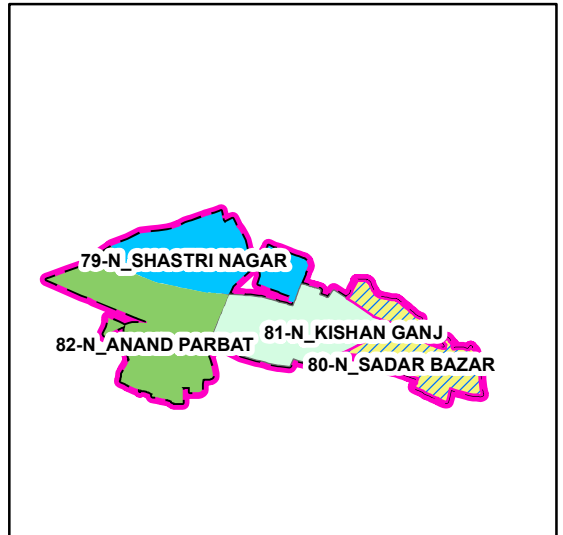 79-N_SHASTRI NAGAR
81-N_KISHAN GANJ
82-N_ANAND PARBAT
80-N_SADAR BAZAR